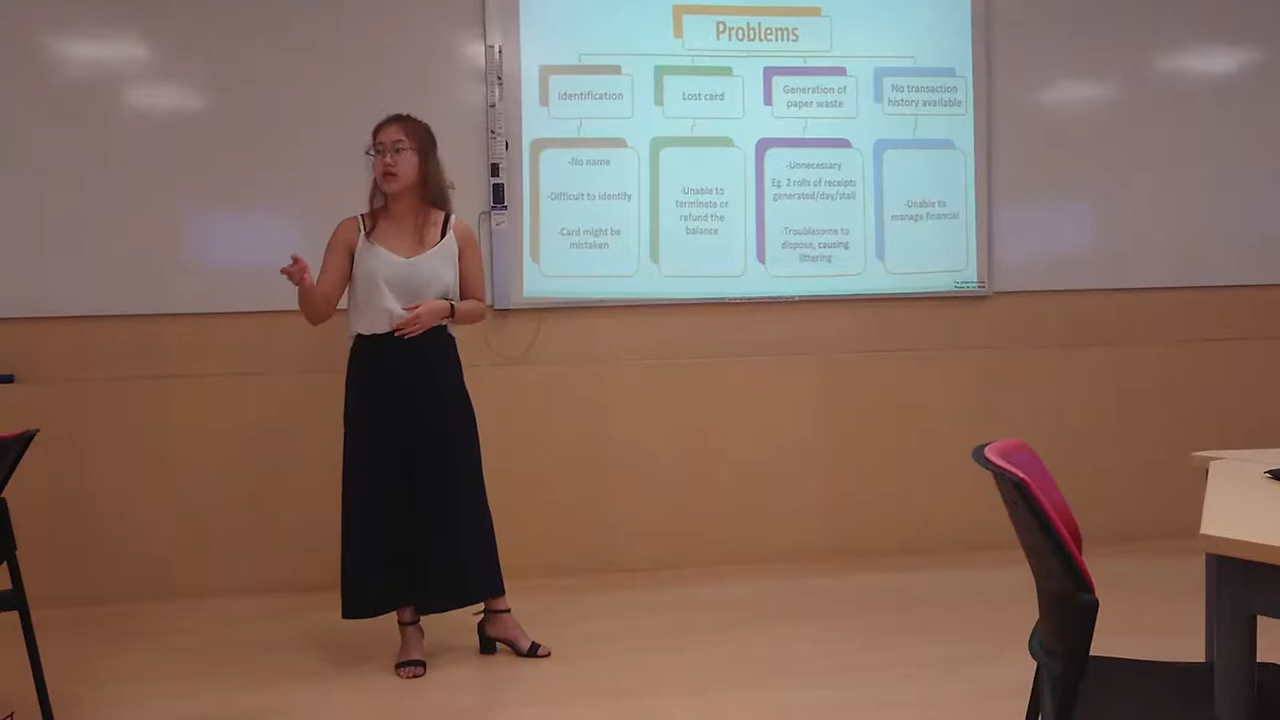 Problems
Identification
Lost card
Generation of
paper waste
No transaction
history available
-No name
-Difficult to identify
-Card might be
mistaken
-Unable to
terminate or
refund the
balance
-Unnecessary
Eg. 2 rolls of receipts
generated/day/stall
-Troublesome to
dispose, causing
littering
-Unable to
manage financial